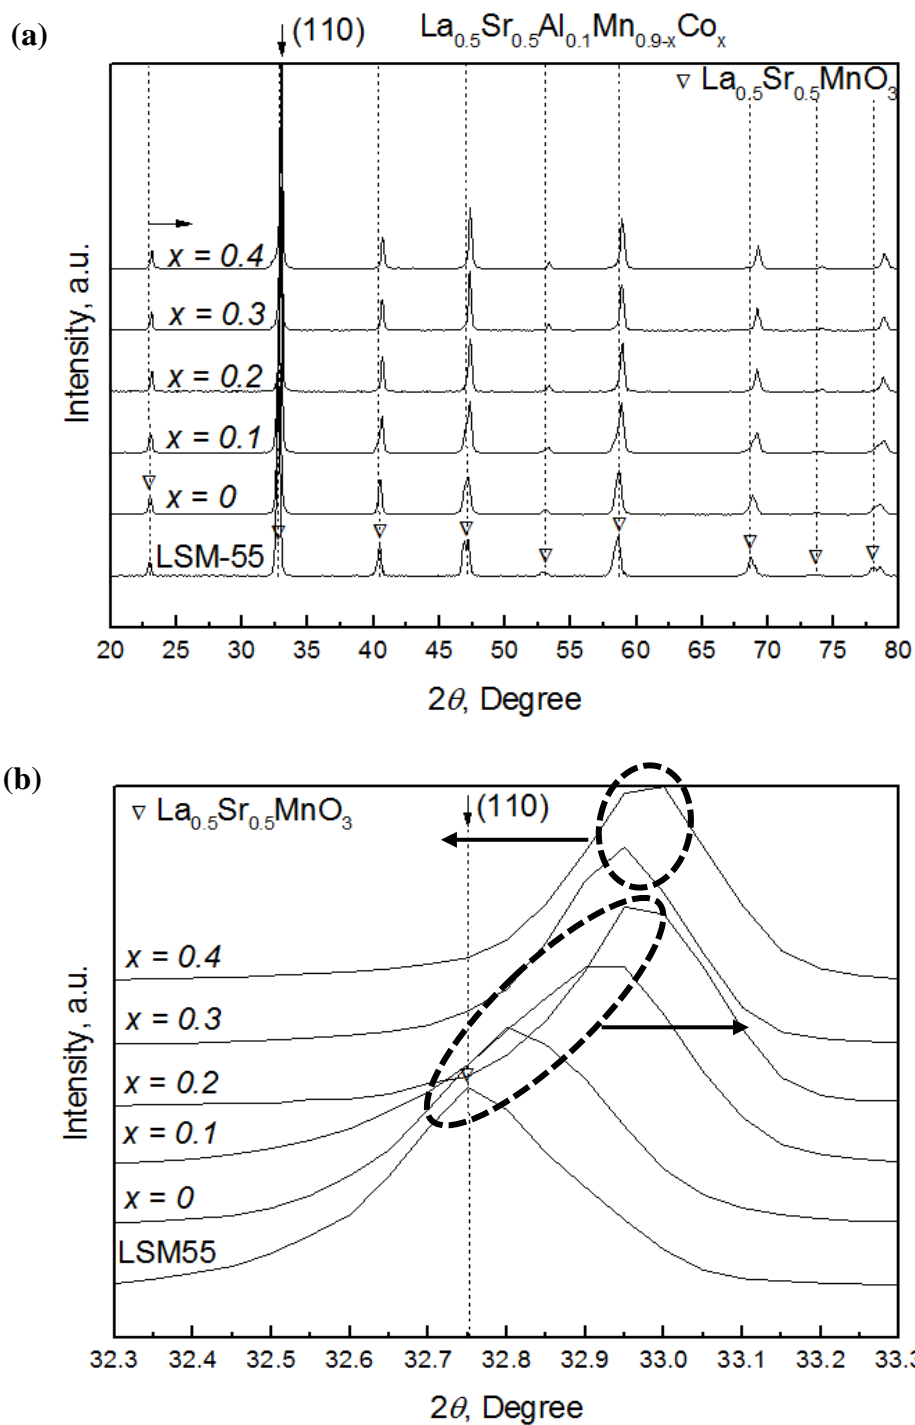 (a)
(110)
La0.5Sr0.5Al0.1Mn0.9-xCox
▿ La0.5Sr0.5MnO3
x = 0.4
x = 0.3
x = 0.2
x = 0.1
x = 0
LSM-55
Intensity, a.u.
20 25 30 35 40 45 50 55 60 65 70 75 80
2θ, Degree
(b)
▿ La0.5Sr0.5MnO3
(110)
x = 0.4
x = 0.3
x = 0.2
x = 0.1
x = 0
LSM55
Intensity, a.u.
32.3 32.4 32.5 32.6 32.7 32.8 32.9 33.0 33.1 33.2 33.3
2θ, Degree